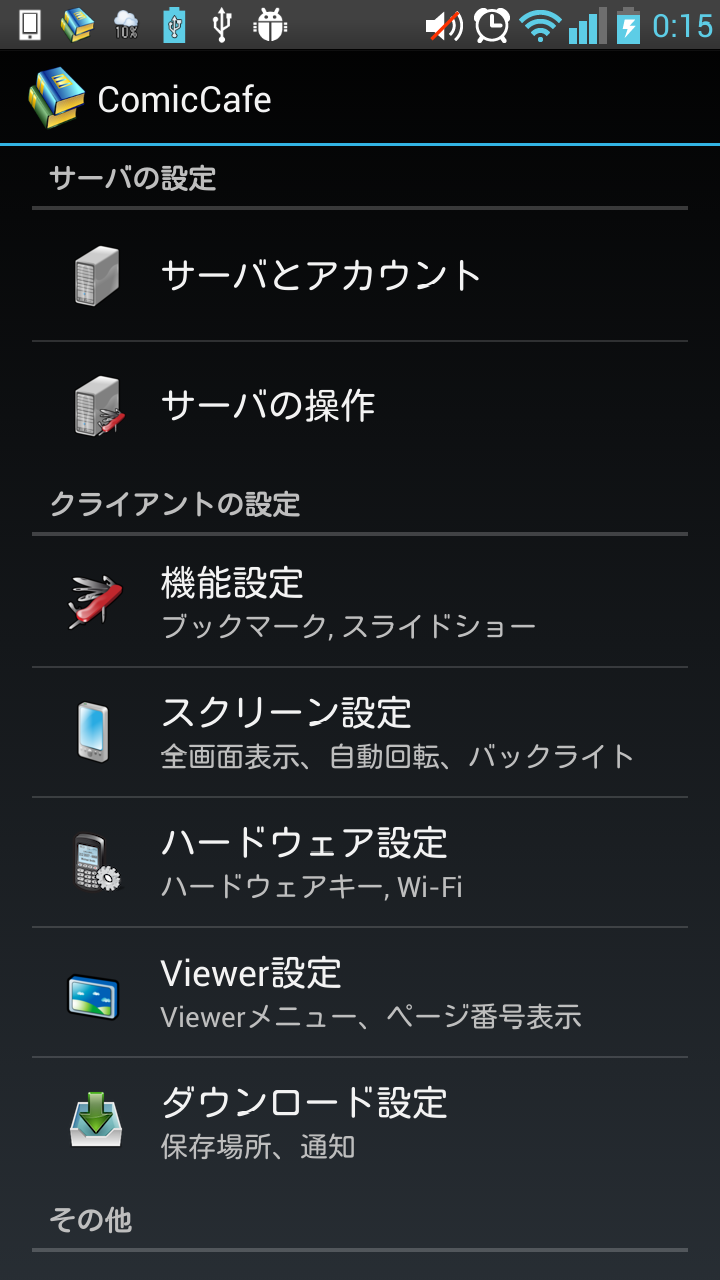 10%
0:15
ComicCafe
サーバの設定
サーバとアカウント
サーバの操作
クライアントの設定
機能設定
ブックマーク, スライドショー
スクリーン設定
全画面表示、自動回転、バックライト
ハードウェア設定
ハードウェアキー, Wi-Fi
Viewer設定
Viewerメニュー、ページ番号表示
ダウンロード設定
保存場所、通知
その他